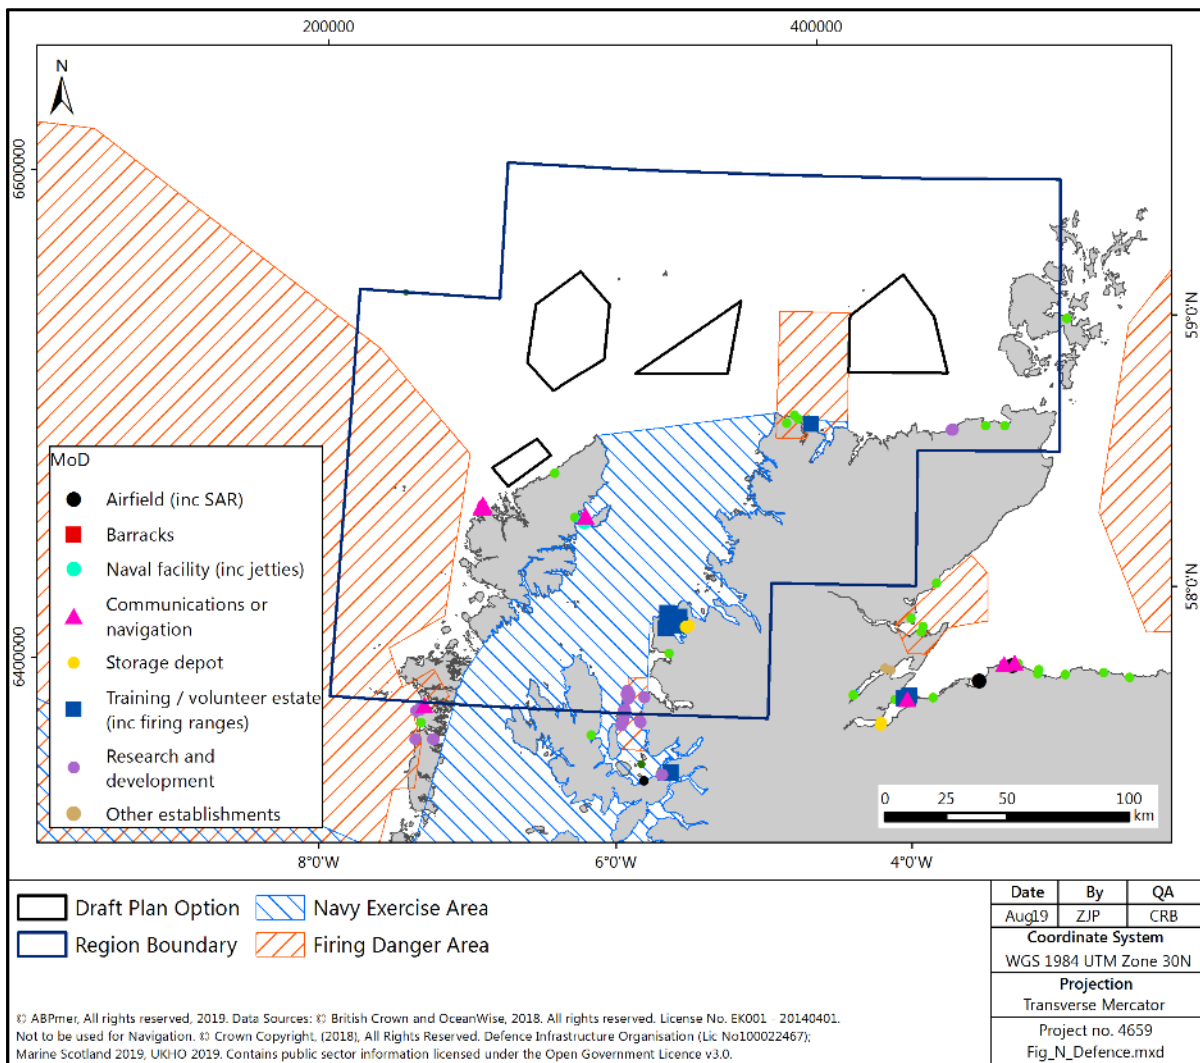 200000
400000
N
6600000
6400000
59°0'N
58°0'N
MoD
Airfield (inc SAR)
Barracks
Naval facility (inc jetties)
Communications or
navigation
Storage depot
Training / volunteer estate
(inc firing ranges)
Research and
development
Other establishments
0 25 50 100
km
8°0'W
6°0'W
4°0'W
Draft Plan Option
Navy Exercise Area
Region Boundary
Firing Danger Area
Date By QA
Aug19 ZJP CRB
Coordinate System
WGS 1984 UTM Zone 30N
Projection
Transverse Mercator
Project no. 4659
Fig_N_Defence.mxd
© ABPmer, All rights reserved, 2019. Data Sources: © British Crown and OceanWise, 2018. All rights reserved. License No. EK001 - 20140401.
Not to be used for Navigation. © Crown Copyright, (2018), All Rights Reserved. Defence Infrastructure Organisation (Lic No100022467);
Marine Scotland 2019, UKHO 2019. Contains public sector information licensed under the Open Government Licence v3.0.